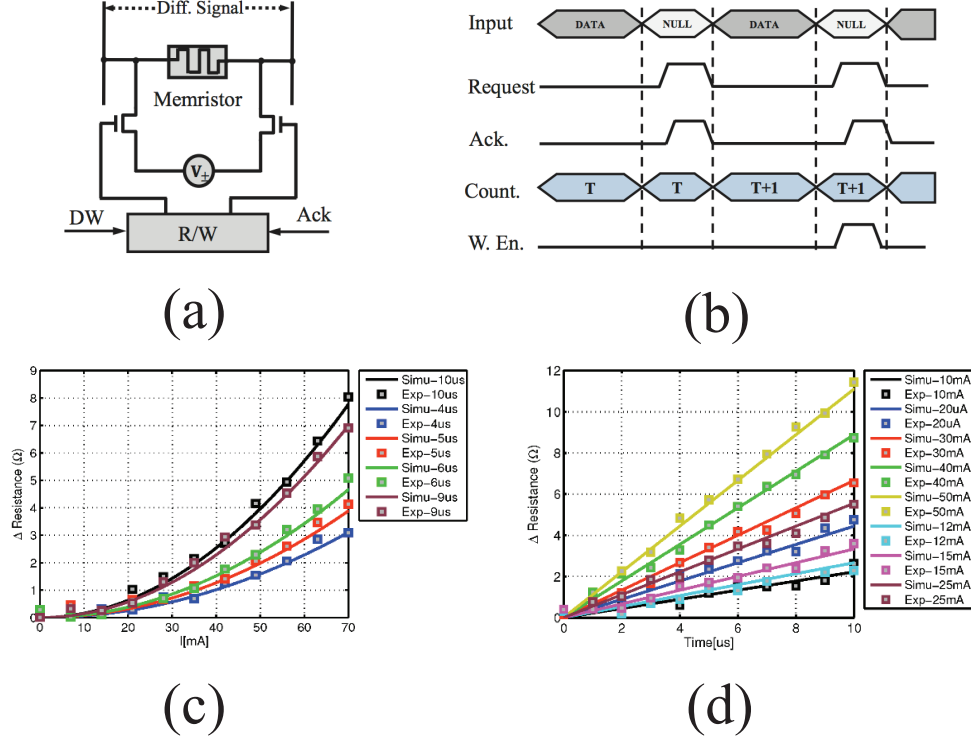 Diff. Signal
Memristor
V±
DW
R/W
Ack
(a)
Input
DATA
NULL
DATA
NULL
Request
Ack.
Count.
T
T
T+1
T+1
W. En.
(b)
9
8
7
6
5
4
3
2
1
0
0
10
20
30
40
50
60
70
Δ Resistance (Ω)
I[mA]
Simu-10us
Exp-10us
Simu-4us
Exp-4us
Simu-5us
Exp-5us
Simu-6us
Exp-6us
Simu-9us
Exp-9us
(c)
12
10
8
6
4
2
0
0
2
4
6
8
10
Δ Resistance (Ω)
Time[us]
Simu-10mA
Exp-10mA
Simu-20uA
Exp-20uA
Simu-30mA
Exp-30mA
Simu-40mA
Exp-40mA
Simu-50mA
Exp-50mA
Simu-12mA
Exp-12mA
Simu-15mA
Exp-15mA
Simu-25mA
Exp-25mA
(d)